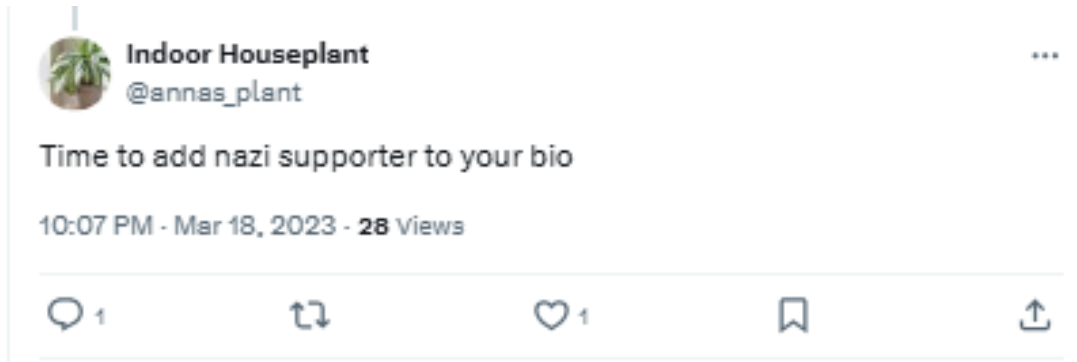 Indoor Houseplant
@annas_plant
Time to add nazi supporter to your bio
10:07 PM · Mar 18, 2023 · 28 Views
1 1